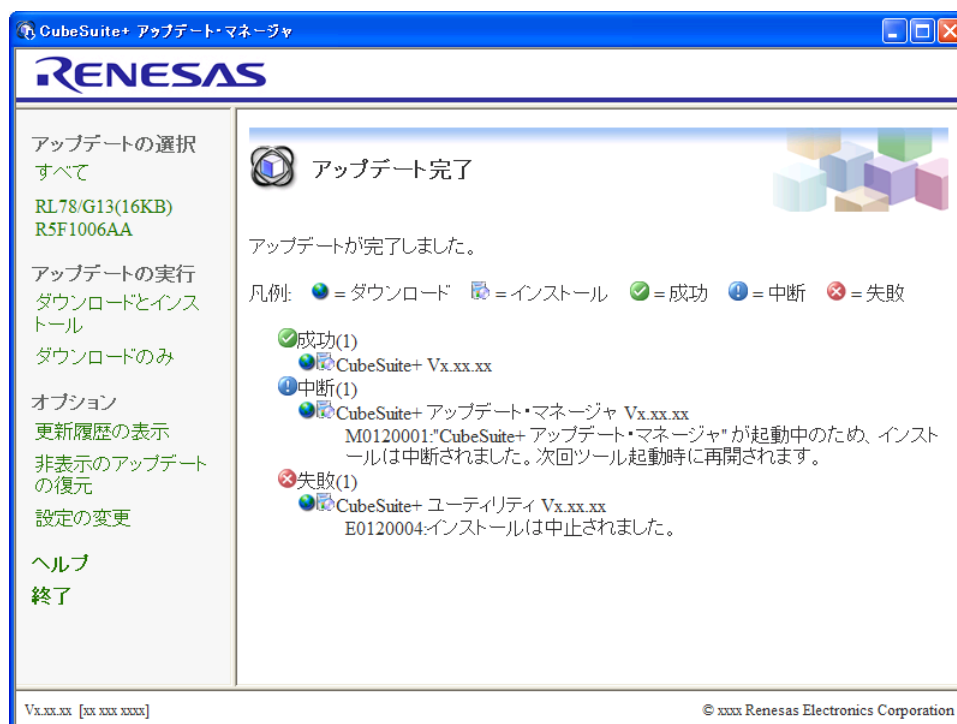 CubeSuite+ アップデート・マネージャ
RENESAS
アップデートの選択
すべて
RL78/G13(16KB)
R5F1006AA
アップデートの実行
ダウンロードとインス
トール
ダウンロードのみ
オプション
更新履歴の表示
非表示のアップデート
の復元
設定の変更
ヘルプ
終了
アップデート完了
アップデートが完了しました。
凡例: = ダウンロード = インストール = 成功 = 中断 = 失敗
成功(1)
CubeSuite+ Vx.xx.xx
中断(1)
CubeSuite+ アップデート・マネージャ Vx.xx.xx
M0120001:"CubeSuite+ アップデート・マネージャ" が起動中のため、インスト
ールは中断されました。次回ツール起動時に再開されます。
失敗(1)
CubeSuite+ ユーティリティ Vx.xx.xx
E0120004:インストールは中止されました。
Vx.xx.xx [xx xxx xxxx]
© xxxx Renesas Electronics Corporation